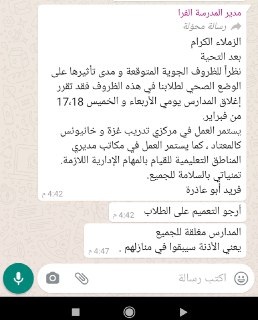 مدير المدرسة الفرا
رسالة محوّلة
الزملاء الكرام
بعد التحية
نظراً للظروف الجوية المتوقعة و مدى تأثيرها على
الوضع الصحي لطلابنا في هذه الظروف فقد تقرر
إغلاق المدارس يومي الأربعاء و الخميس 17،18
من فبراير.
يستمر العمل في مركزي تدريب غزة و خانيونس
كالمعتاد ، كما يستمر العمل في مكاتب مديري
المناطق التعليمية للقيام بالمهام الإدارية اللازمة.
تمنياتي بالسلامة للجميع.
فريد أبو عاذرة
4:42 م
أرجو التعميم على الطلاب
4:42 م
المدارس مغلقة للجميع
يعني الأذنة سيبقوا في منازلهم .
4:47 م
اكتب رسالة